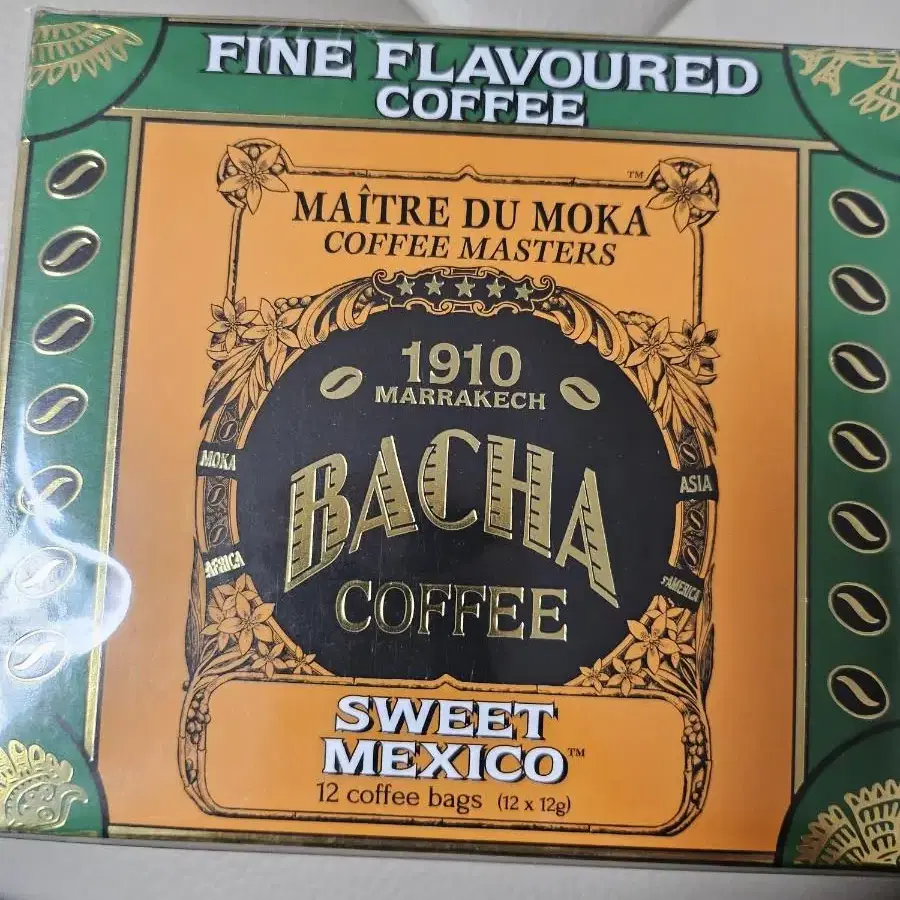 FINE FLAVOURED
COFFEE
TM
MAÎTRE DU MOKA
COFFEE MASTERS
1910
MARRAKECH
BACHA
COFFEE
MOKA
ASIA
AFRICA
S.AMERICA
SWEET
MEXICO™
12 coffee bags (12 x 12g)